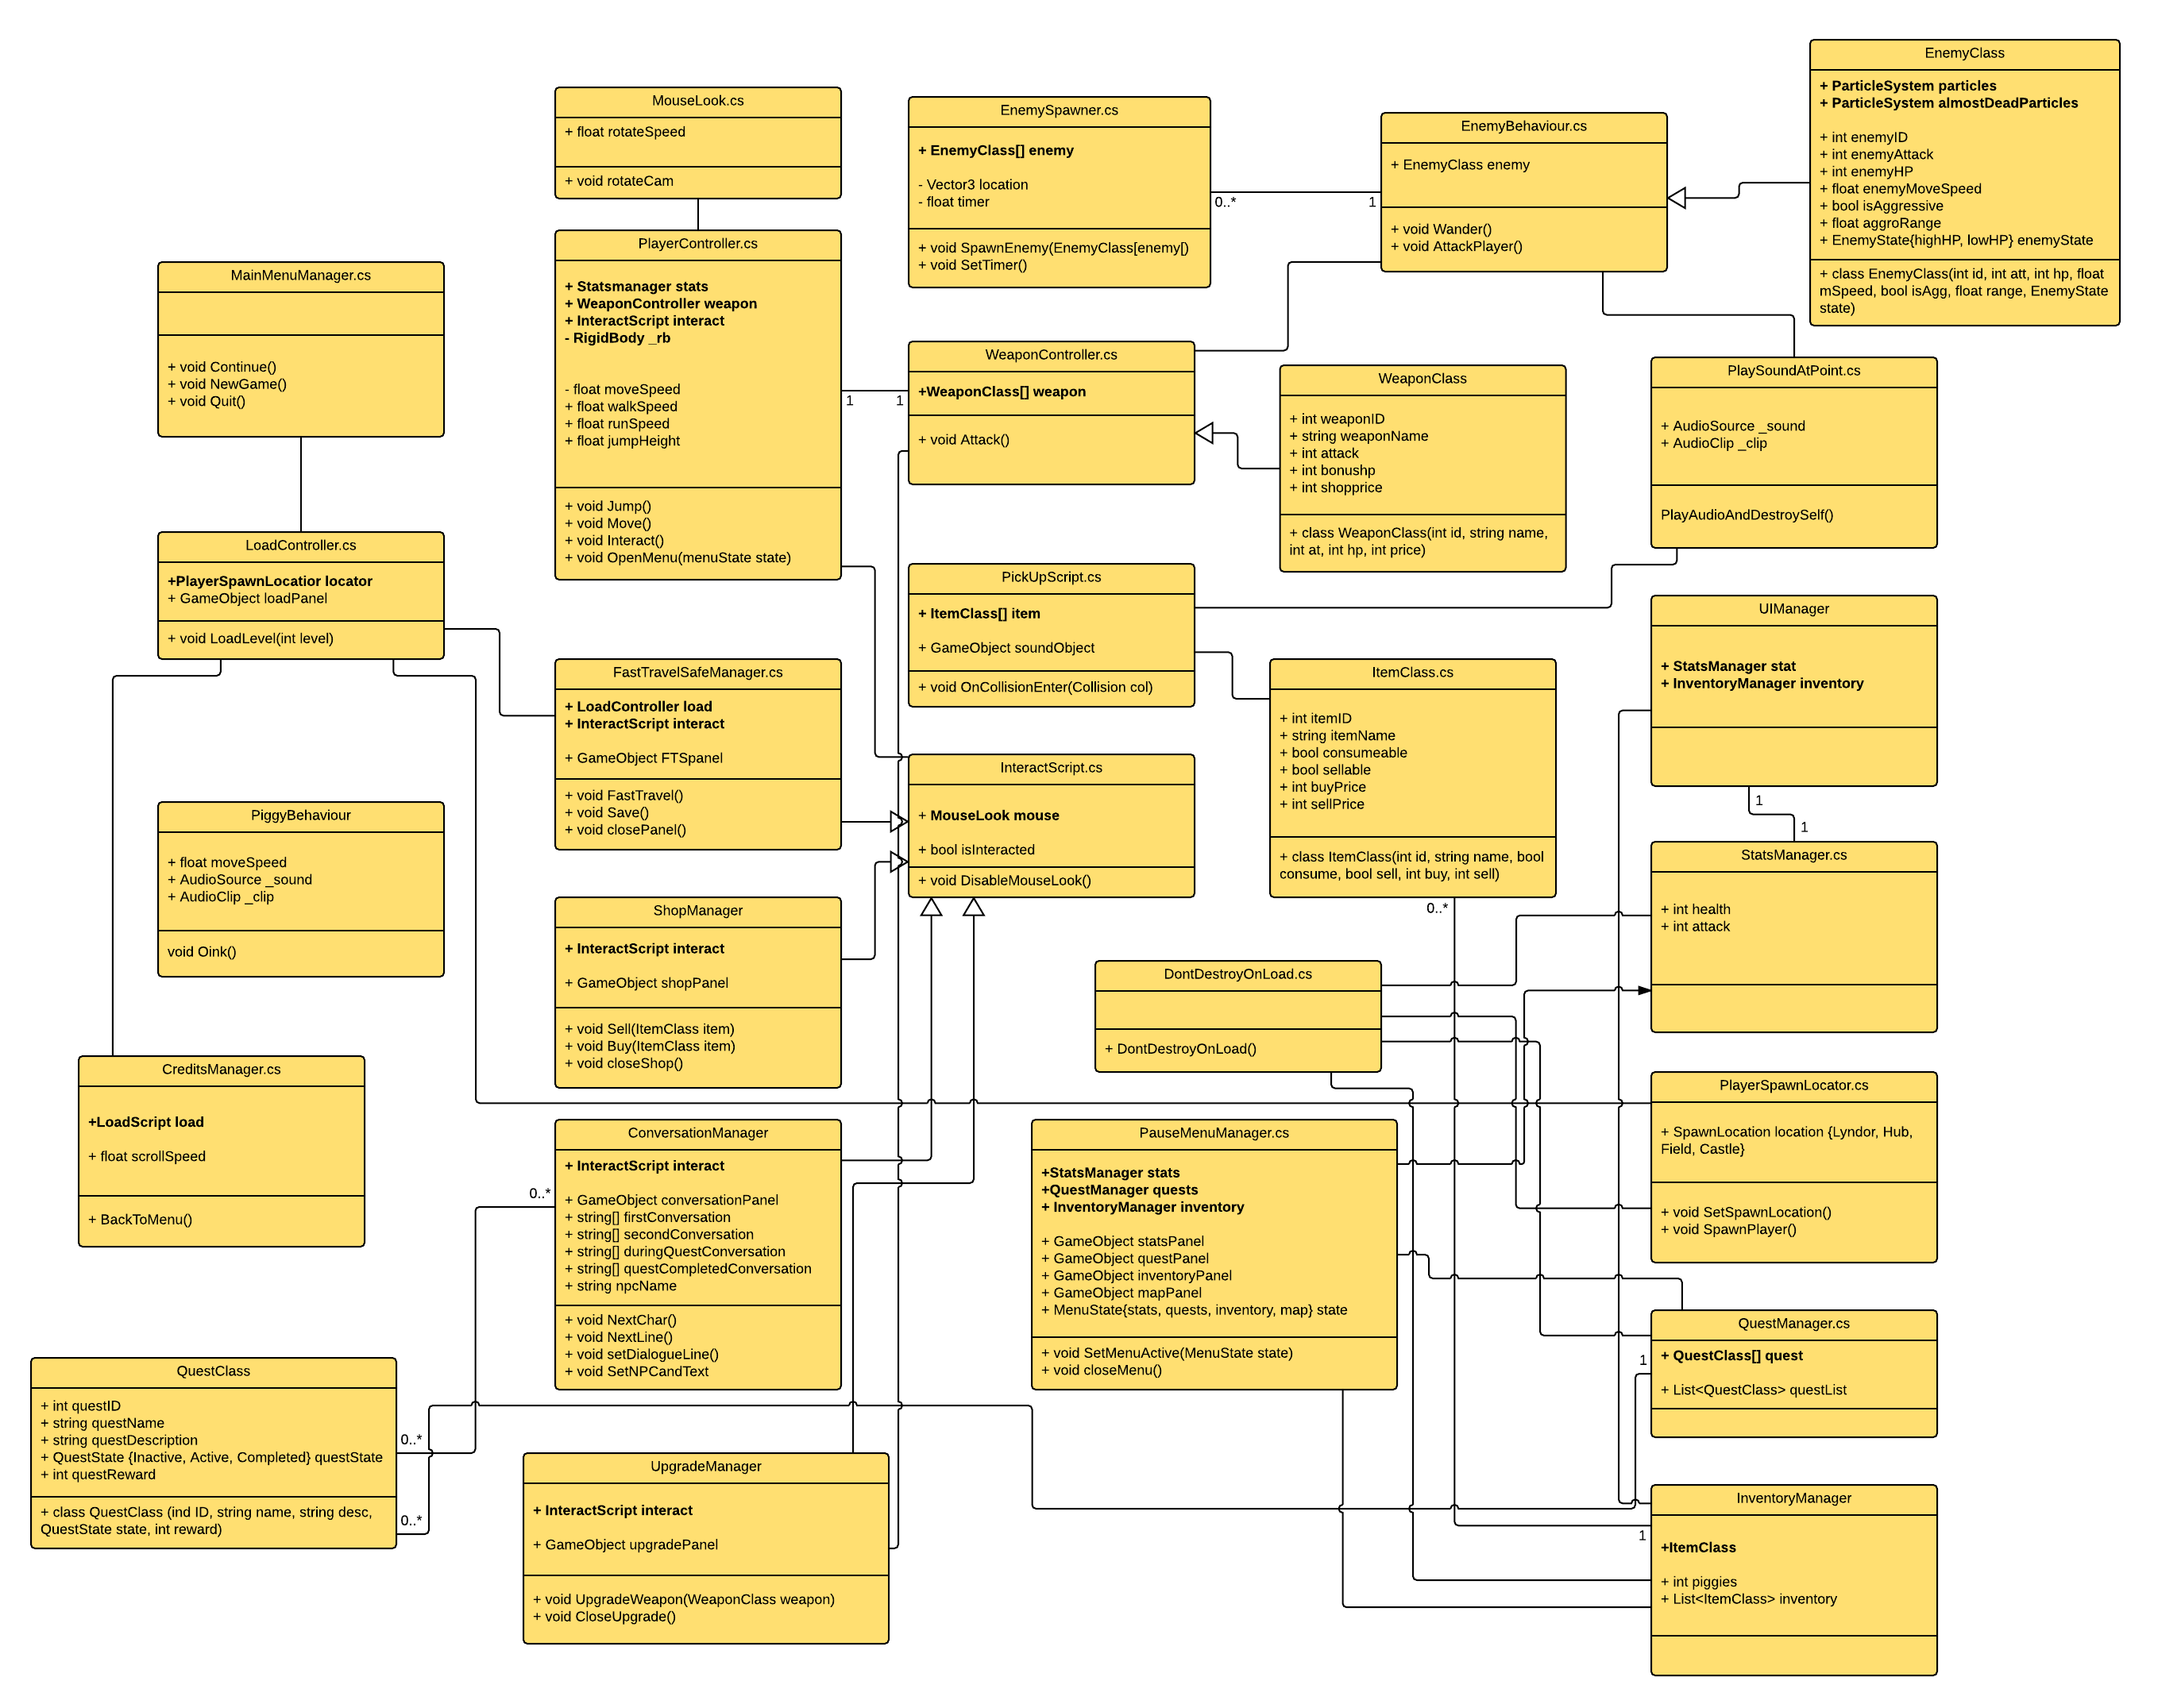 MouseLook.cs
+ float rotateSpeed
+ void rotateCam
EnemySpawner.cs
+ EnemyClass[] enemy
- Vector3 location
- float timer
+ void SpawnEnemy(EnemyClass[enemy[)
+ void SetTimer()
0..*
1
EnemyBehaviour.cs
+ EnemyClass enemy
+ void Wander()
+ void AttackPlayer()
EnemyClass
+ ParticleSystem particles
+ ParticleSystem almostDeadParticles
+ int enemyID
+ int enemyAttack
+ int enemyHP
+ float enemyMoveSpeed
+ bool isAggressive
+ float aggroRange
+ EnemyState{highHP, lowHP} enemyState
+ class EnemyClass(int id, int att, int hp, float
mSpeed, bool isAgg, float range, EnemyState
state)
MainMenuManager.cs
+ void Continue()
+ void NewGame()
+ void Quit()
PlayerController.cs
+ Statsmanager stats
+ WeaponController weapon
+ InteractScript interact
- RigidBody _rb
- float moveSpeed
+ float walkSpeed
+ float runSpeed
+ float jumpHeight
+ void Jump()
+ void Move()
+ void Interact()
+ void OpenMenu(menuState state)
1
1
WeaponController.cs
+WeaponClass[] weapon
+ void Attack()
WeaponClass
+ int weaponID
+ string weaponName
+ int attack
+ int bonushp
+ int shopprice
+ class WeaponClass(int id, string name,
int at, int hp, int price)
PlaySoundAtPoint.cs
+ AudioSource _sound
+ AudioClip _clip
PlayAudioAndDestroySelf()
LoadController.cs
+PlayerSpawnLocatior locator
+ GameObject loadPanel
+ void LoadLevel(int level)
FastTravelSafeManager.cs
+ LoadController load
+ InteractScript interact
+ GameObject FTSpanel
+ void FastTravel()
+ void Save()
+ void closePanel()
PickUpScript.cs
+ ItemClass[] item
+ GameObject soundObject
+ void OnCollisionEnter(Collision col)
ItemClass.cs
+ int itemID
+ string itemName
+ bool consumeable
+ bool sellable
+ int buyPrice
+ int sellPrice
+ class ItemClass(int id, string name, bool
consume, bool sell, int buy, int sell)
0..*
UIManager
+ StatsManager stat
+ InventoryManager inventory
1
1
InteractScript.cs
+ MouseLook mouse
+ bool isInteracted
+ void DisableMouseLook()
PiggyBehaviour
+ float moveSpeed
+ AudioSource _sound
+ AudioClip _clip
void Oink()
ShopManager
+ InteractScript interact
+ GameObject shopPanel
+ void Sell(ItemClass item)
+ void Buy(ItemClass item)
+ void closeShop()
StatsManager.cs
+ int health
+ int attack
DontDestroyOnLoad.cs
+ DontDestroyOnLoad()
CreditsManager.cs
+LoadScript load
+ float scrollSpeed
+ BackToMenu()
ConversationManager
+ InteractScript interact
+ GameObject conversationPanel
+ string[] firstConversation
+ string[] secondConversation
+ string[] duringQuestConversation
+ string[] questCompletedConversation
+ string npcName
+ void NextChar()
+ void NextLine()
+ void setDialogueLine()
+ void SetNPCandText
0..*
PauseMenuManager.cs
+StatsManager stats
+QuestManager quests
+ InventoryManager inventory
+ GameObject statsPanel
+ GameObject questPanel
+ GameObject inventoryPanel
+ GameObject mapPanel
+ MenuState{stats, quests, inventory, map} state
+ void SetMenuActive(MenuState state)
+ void closeMenu()
PlayerSpawnLocator.cs
+ SpawnLocation location {Lyndor, Hub,
Field, Castle}
+ void SetSpawnLocation()
+ void SpawnPlayer()
QuestManager.cs
+ QuestClass[] quest
+ List<QuestClass> questList
1
QuestClass
+ int questID
+ string questName
+ string questDescription
+ QuestState {Inactive, Active, Completed} questState
+ int questReward
+ class QuestClass (ind ID, string name, string desc,
QuestState state, int reward)
0..*
0..*
UpgradeManager
+ InteractScript interact
+ GameObject upgradePanel
+ void UpgradeWeapon(WeaponClass weapon)
+ void CloseUpgrade()
InventoryManager
+ItemClass
+ int piggies
+ List<ItemClass> inventory
1